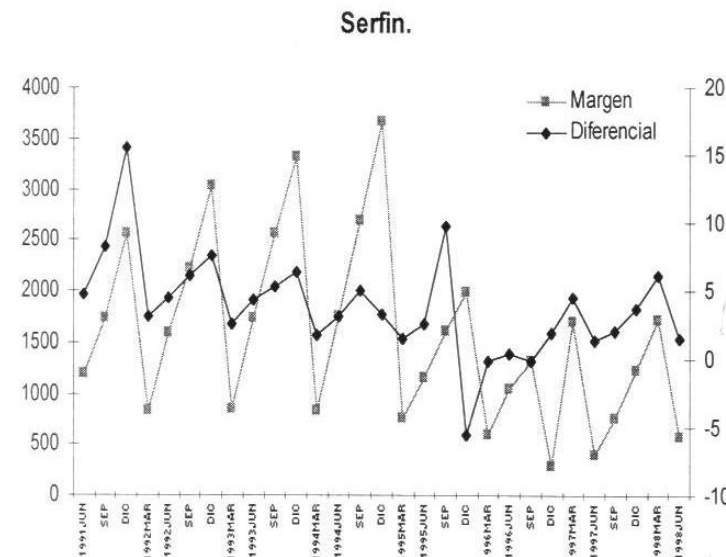 Serfin.
4000
3500
3000
2500
2000
1500
1000
500
0
20
15
10
5
0
-5
-10
Margen
Diferencial
1991JUN
SEP
DIC
1992MAR
1992JUN
SEP
DIC
1993MAR
1993JUN
SEP
DIC
1994MAR
1994JUN
SEP
DIC
1995MAR
1995JUN
SEP
DIC
1996MAR
1996JUN
SEP
DIC
1997MAR
1997JUN
SEP
DIC
1998MAR
1998JUN